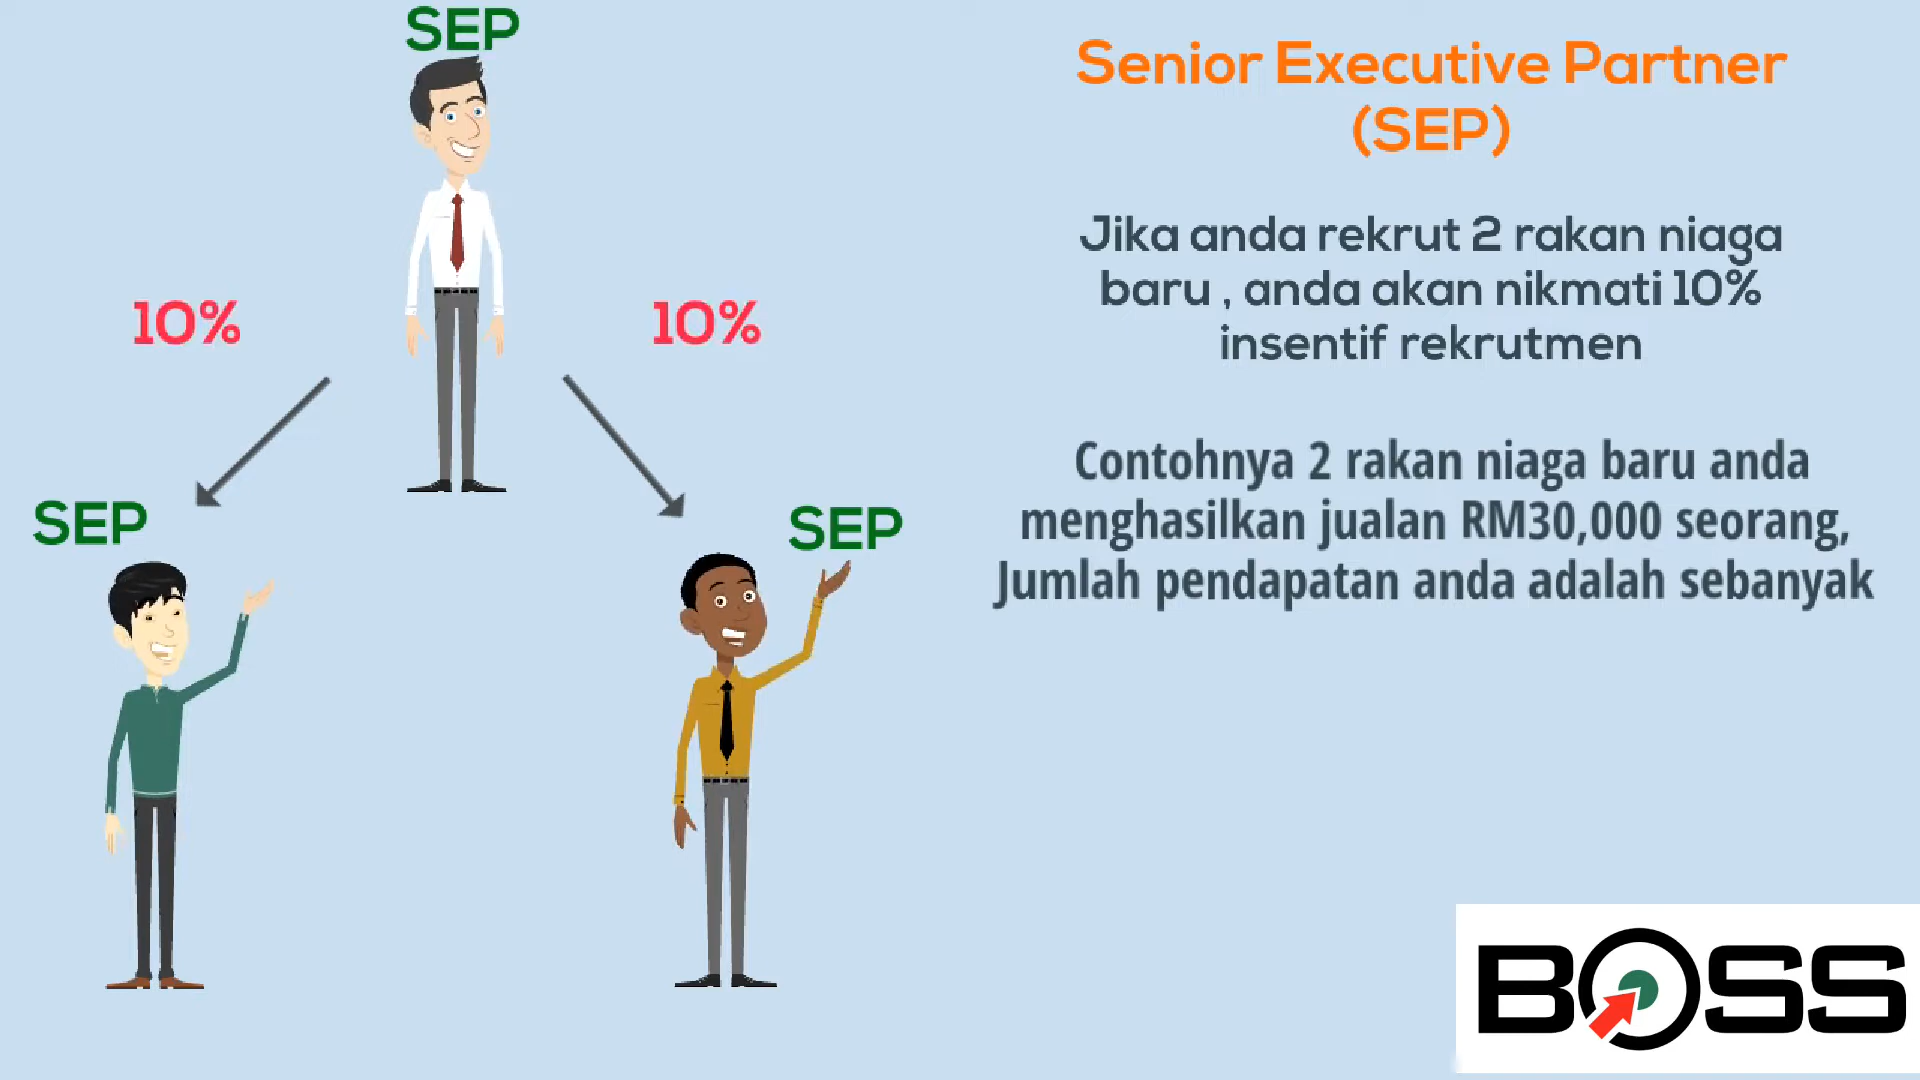 SEP
10%
10%
SEP
SEP
Senior Executive Partner
(SEP)
Jika anda rekrut 2 rakan niaga
baru , anda akan nikmati 10%
insentif rekrutmen
Contohnya 2 rakan niaga baru anda
menghasilkan jualan RM30,000 seorang,
Jumlah pendapatan anda adalah sebanyak
BOSS